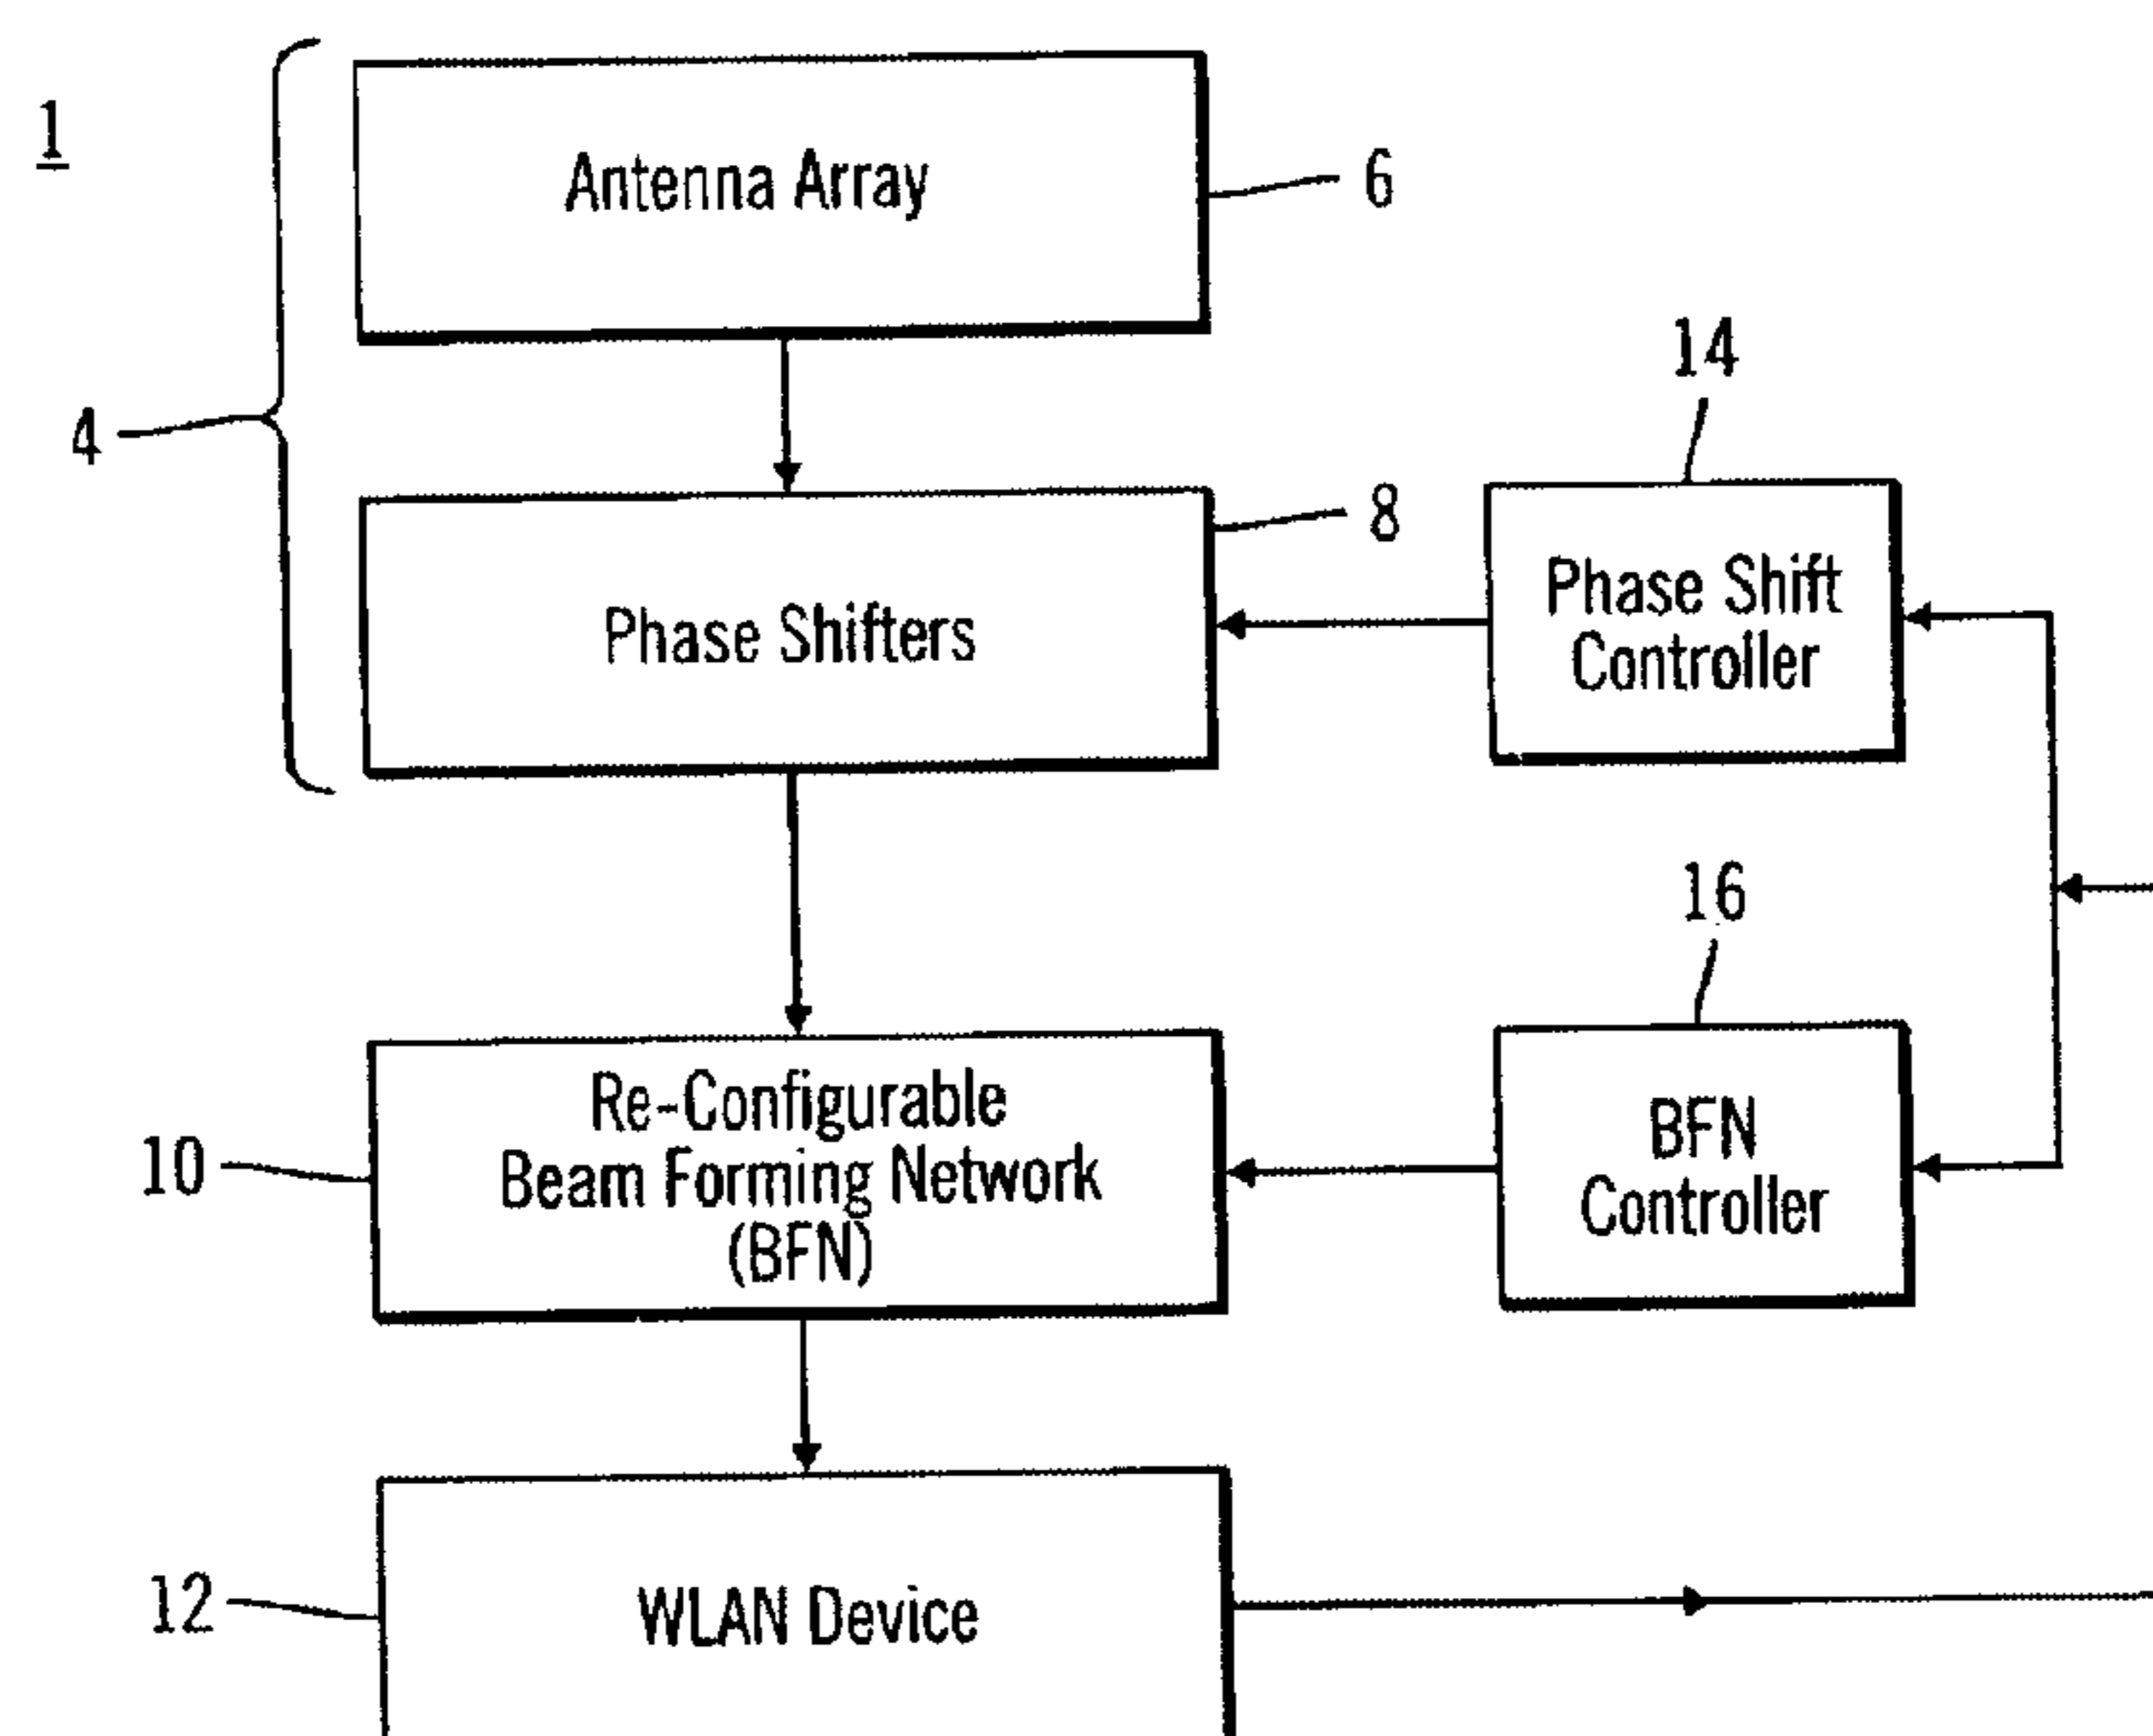 1
Antenna Array
6
4
14
8
Phase Shifters
Phase Shift
Controller
16
10
Re-Configurable
Beam Forming Network
(BFN)
BFN
Controller
12
WLAN Device